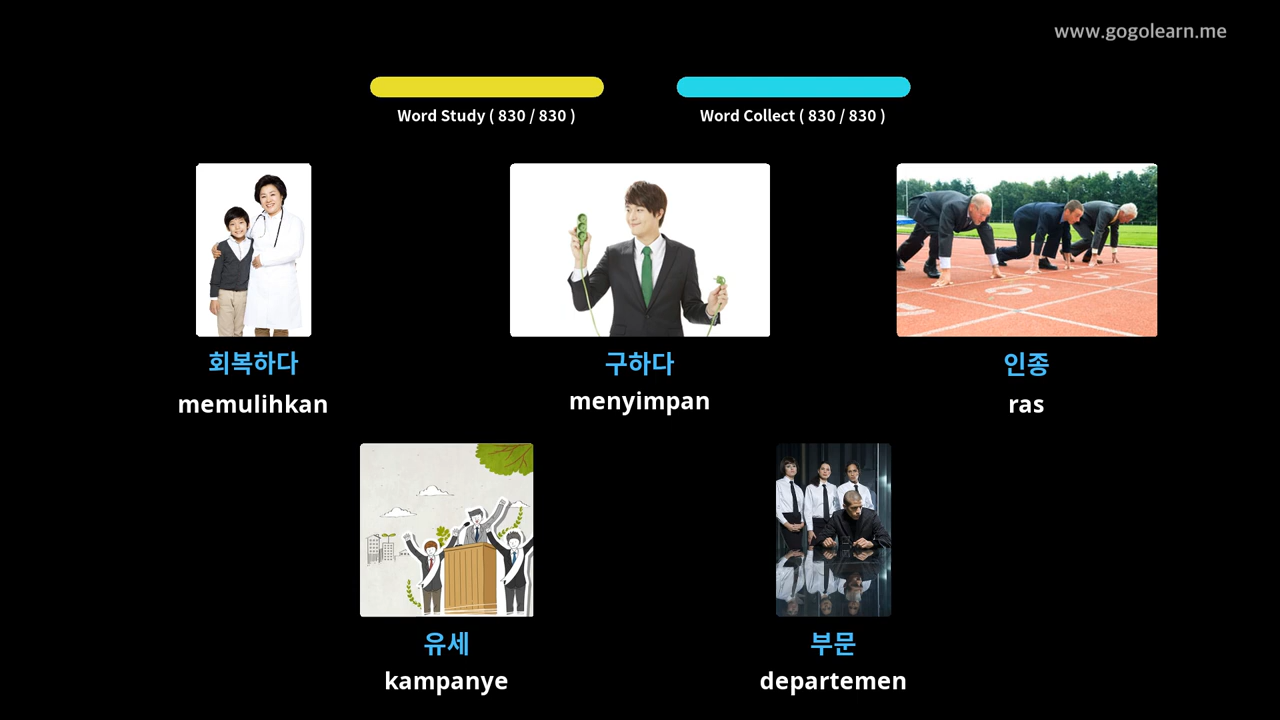 www.gogolearn.me
Word Study ( 830 / 830 )
Word Collect ( 830 / 830 )
회복하다
memulihkan
구하다
menyimpan
인종
ras
유세
kampanye
부문
departemen